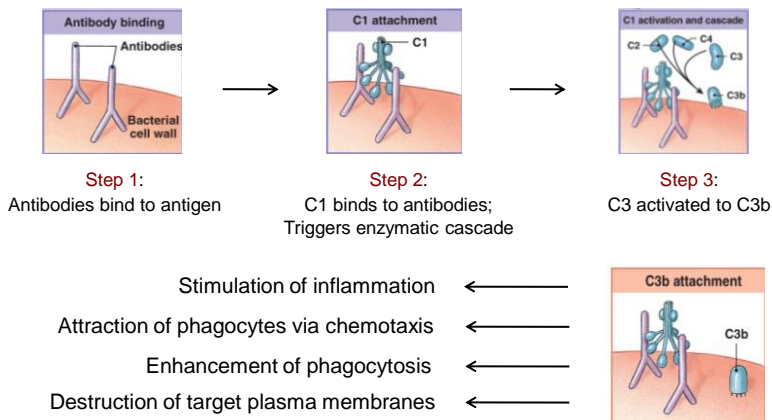 Antibody binding
Antibodies
Bacterial
cell wall
Step 1:
Antibodies bind to antigen
C1 attachment
C1
Step 2:
C1 binds to antibodies;
Triggers enzymatic cascade
C1 activation and cascade
C2
C4
C3
C3b
Step 3:
C3 activated to C3b
Stimulation of inflammation
Attraction of phagocytes via chemotaxis
Enhancement of phagocytosis
Destruction of target plasma membranes
C3b attachment
C3b